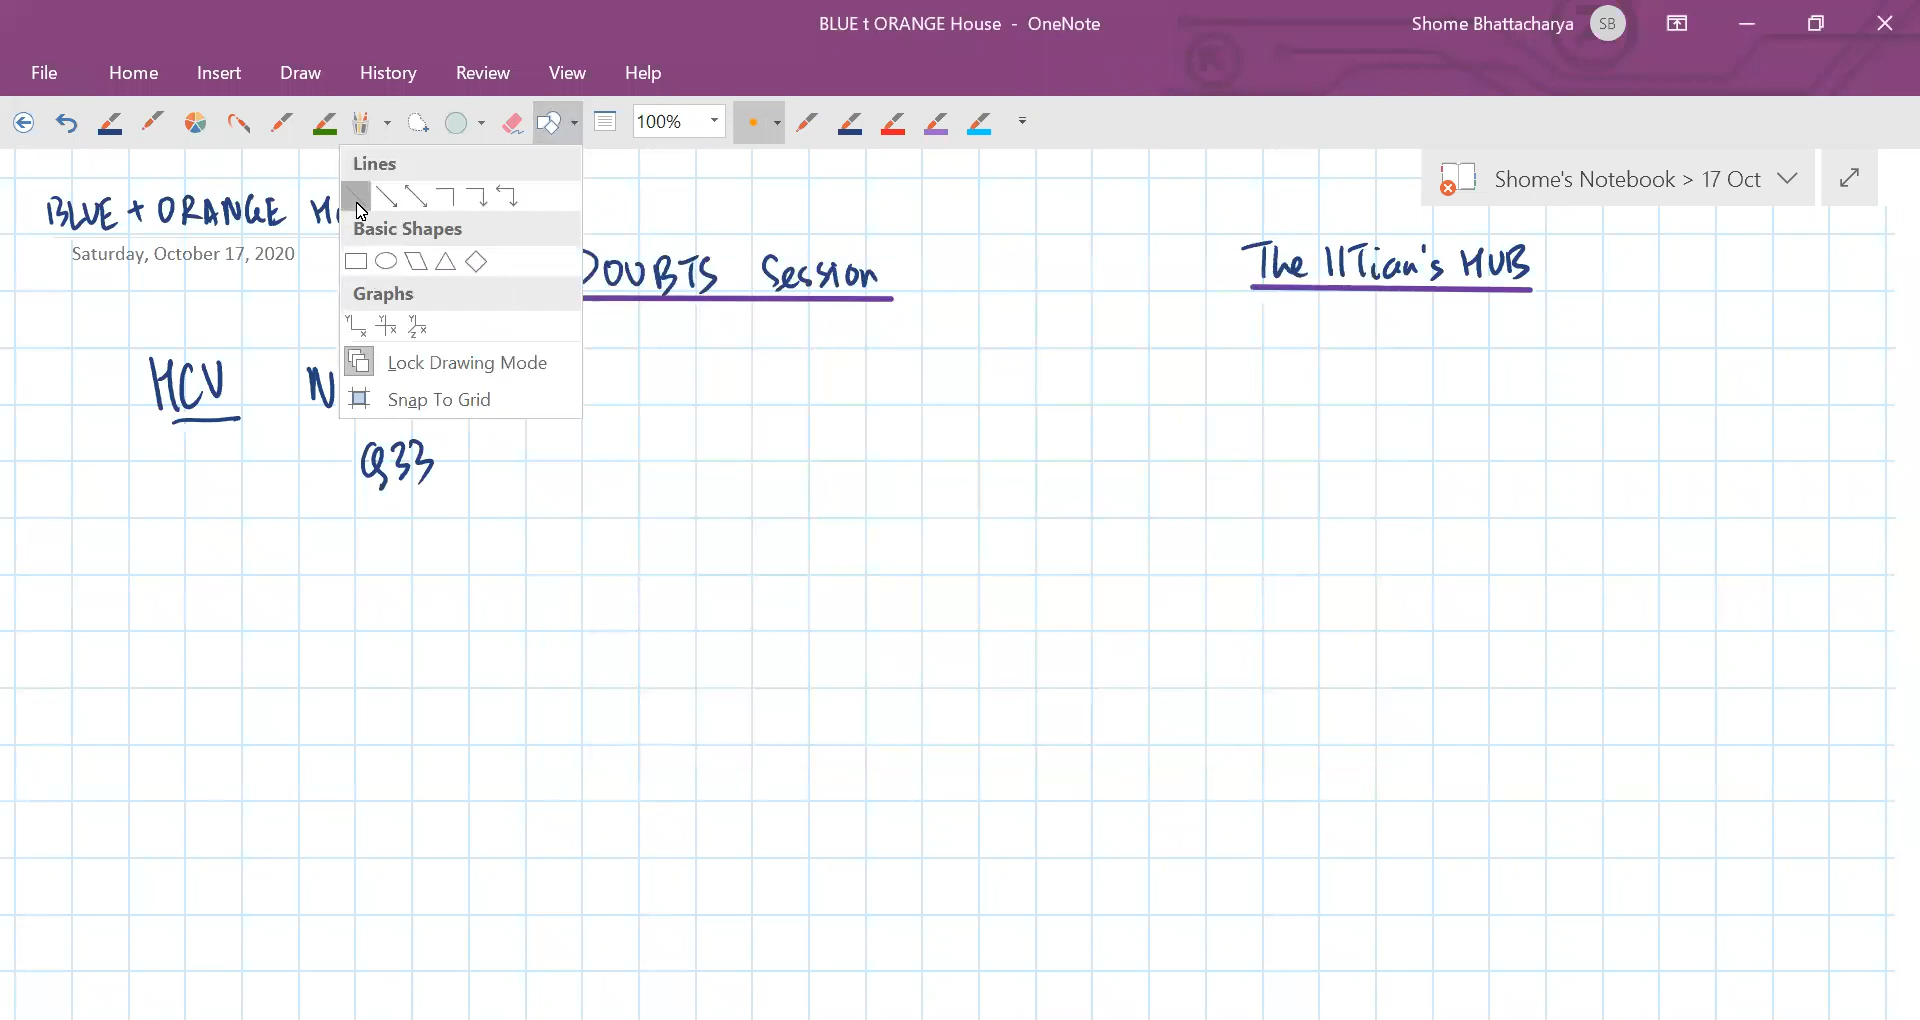 BLUE t ORANGE House - OneNote
Shome Bhattacharya SB
File Home Insert Draw History Review View Help
100%
Lines
Basic Shapes
Graphs
Lock Drawing Mode
Snap To Grid
Shome's Notebook > 17 Oct
BLUE + ORANGE
Saturday, October 17, 2020
DOUBTS Session
The IITian's HUB
HCV N
Q33